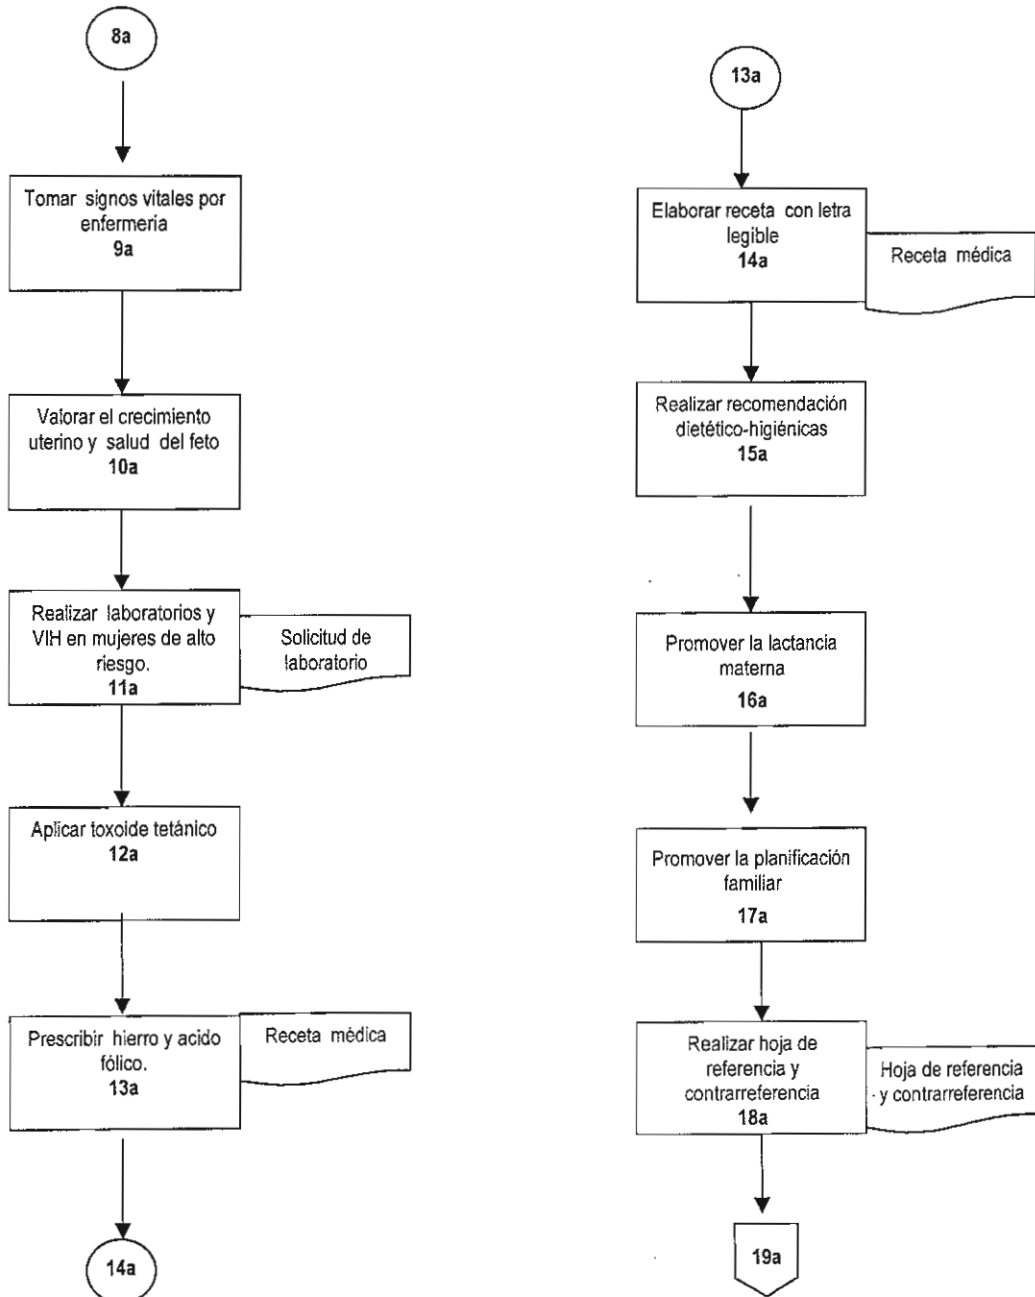 8a
Tomar signos vitales por
enfermería
9a
Valorar el crecimiento
uterino y salud del feto
10a
Realizar laboratorios y
VIH en mujeres de alto
riesgo.
11a
Solicitud de
laboratorio
Aplicar toxoide tetánico
12a
Prescribir hierro y acido
fólico.
13a
Receta médica
14a
13a
Elaborar receta con letra
legible
14a
Receta médica
Realizar recomendación
dietético-higiénicas
15a
Promover la lactancia
materna
16a
Promover la planificación
familiar
17a
Realizar hoja de
referencia y
contrarreferencia
18a
Hoja de referencia
y contrarreferencia
19a